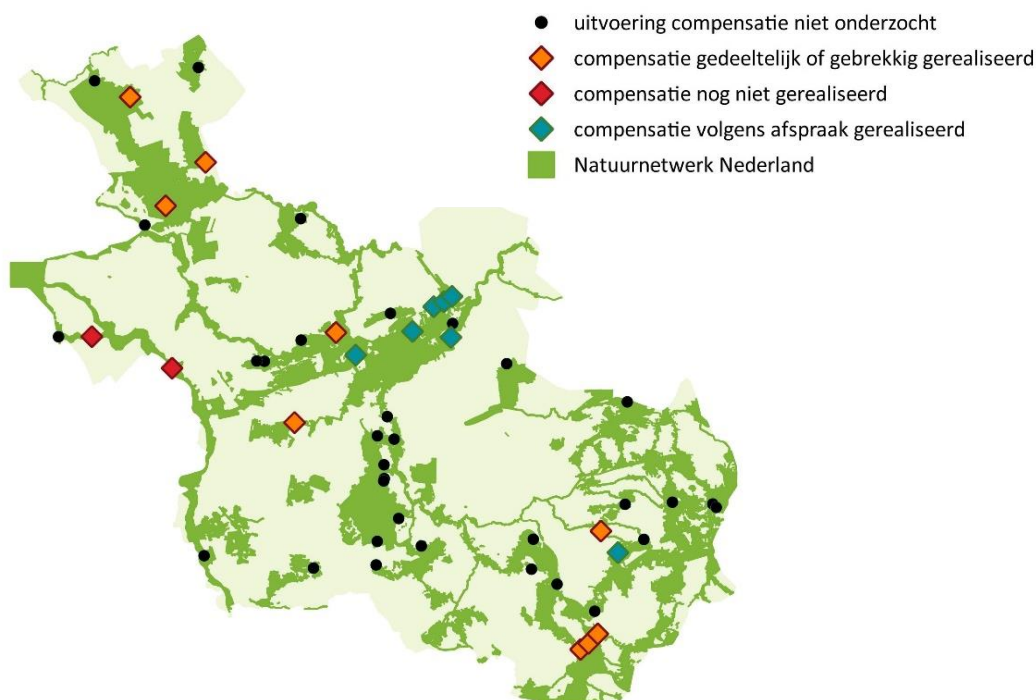 uitvoering compensatie niet onderzocht
compensatie gedeeltelijk of gebrekkig gerealiseerd
compensatie nog niet gerealiseerd
compensatie volgens afspraak gerealiseerd
Natuurnetwerk Nederland